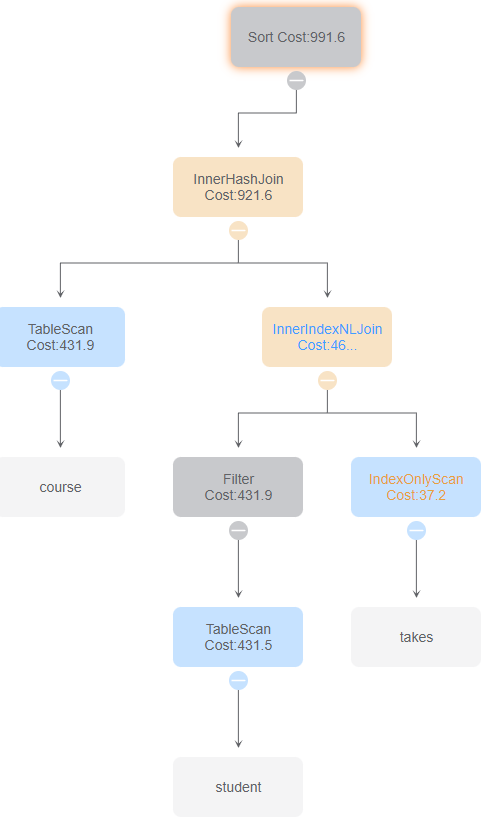 Sort Cost:991.6
InnerHashJoin
Cost:921.6
TableScan
Cost:431.9
InnerIndexNLJoin
Cost:46...
course
Filter
Cost:431.9
IndexOnlyScan
Cost:37.2
TableScan
Cost:431.5
takes
student